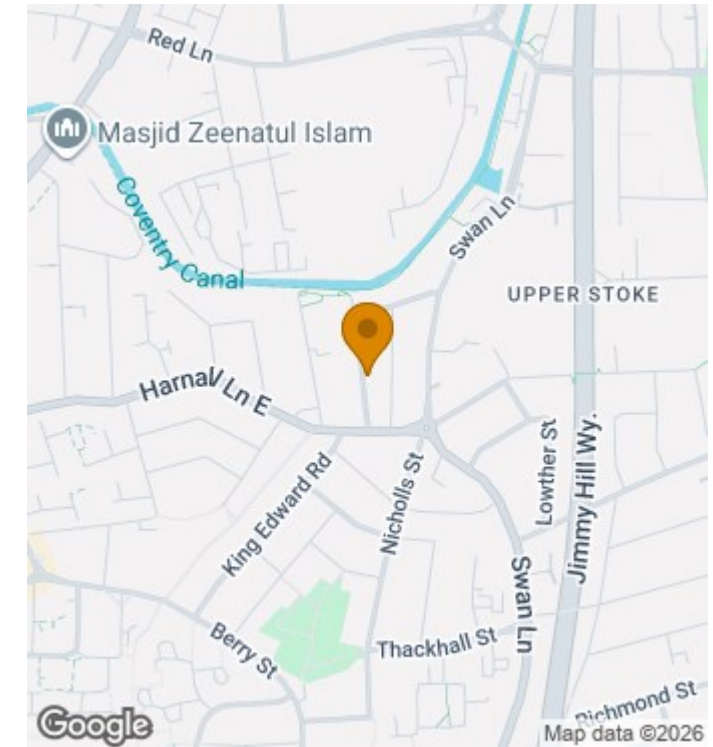 Red Ln
Masjid Zeenatul Islam
Coventry Canal
Swan Ln
UPPER STOKE
Harnall Ln E
King Edward Rd
Nicholls St
Lowther St
Jimmy Hill Wy.
Swan Ln
Berry St
Thackhall St
Richmond St
Google
Map data ©2026